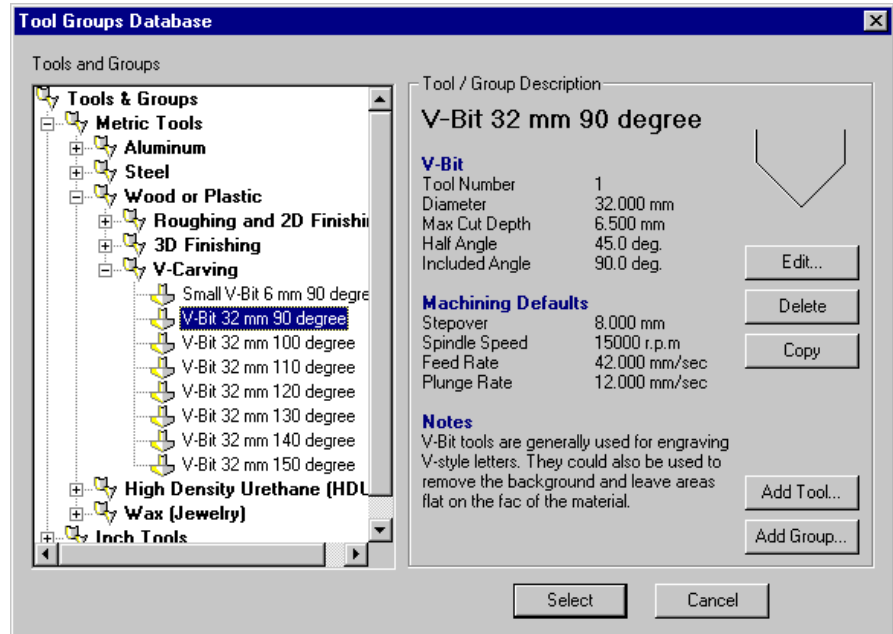 Tool Groups Database
Tools and Groups
Tools & Groups
Metric Tools
Aluminum
Steel
Wood or Plastic
Roughing and 2D Finishi
3D Finishing
V-Carving
Small V-Bit 6 mm 90 degre
V-Bit 32 mm 90 degree
V-Bit 32 mm 100 degree
V-Bit 32 mm 110 degree
V-Bit 32 mm 120 degree
V-Bit 32 mm 130 degree
V-Bit 32 mm 140 degree
V-Bit 32 mm 150 degree
High Density Urethane (HDU
Wax (Jewelry)
Inch Tools
Tool / Group Description
V-Bit 32 mm 90 degree
V-Bit
Tool Number 1
Diameter 32.000 mm
Max Cut Depth 6.500 mm
Half Angle 45.0 deg.
Included Angle 90.0 deg.
Machining Defaults
Stepover 8.000 mm
Spindle Speed 15000 r.p.m
Feed Rate 42.000 mm/sec
Plunge Rate 12.000 mm/sec
Notes
V-Bit tools are generally used for engraving
V-style letters. They could also be used to
remove the background and leave areas
flat on the fac of the material.
Edit...
Delete
Copy
Add Tool...
Add Group...
Select
Cancel